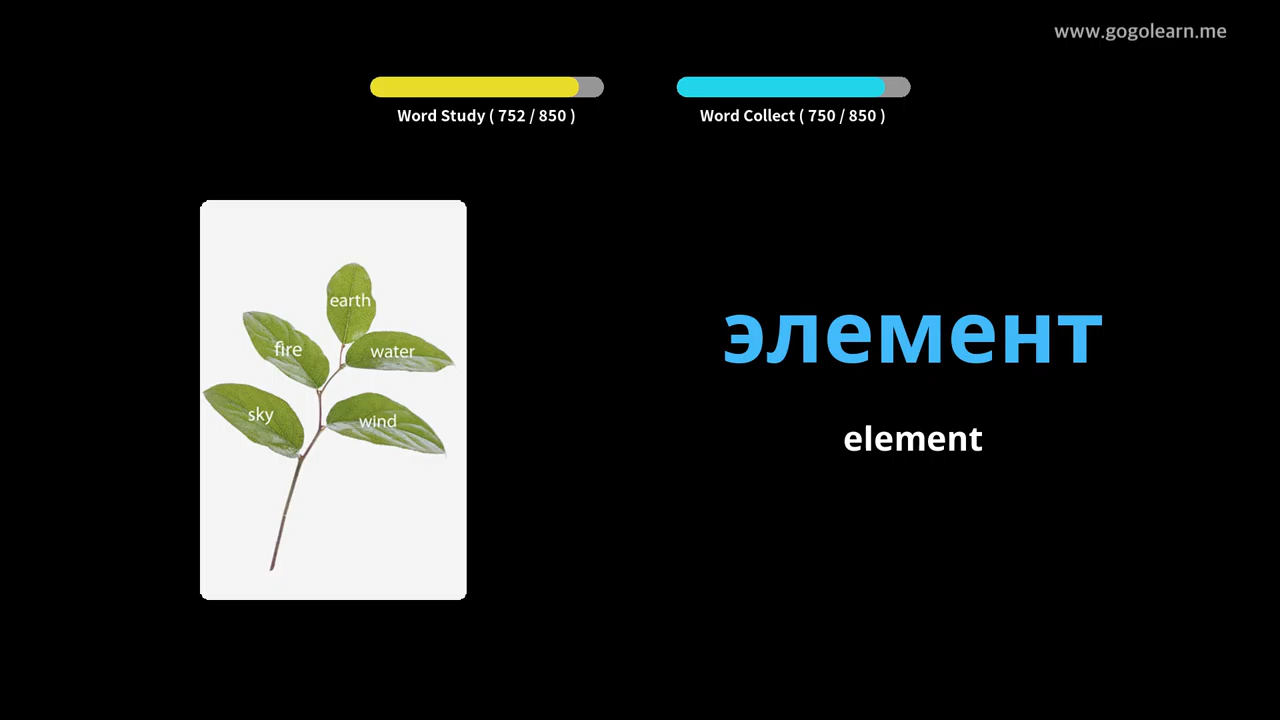 www.gogolearn.me
Word Study ( 752 / 850 )
Word Collect ( 750 / 850 )
earth
fire
water
sky
wind
элемент
element